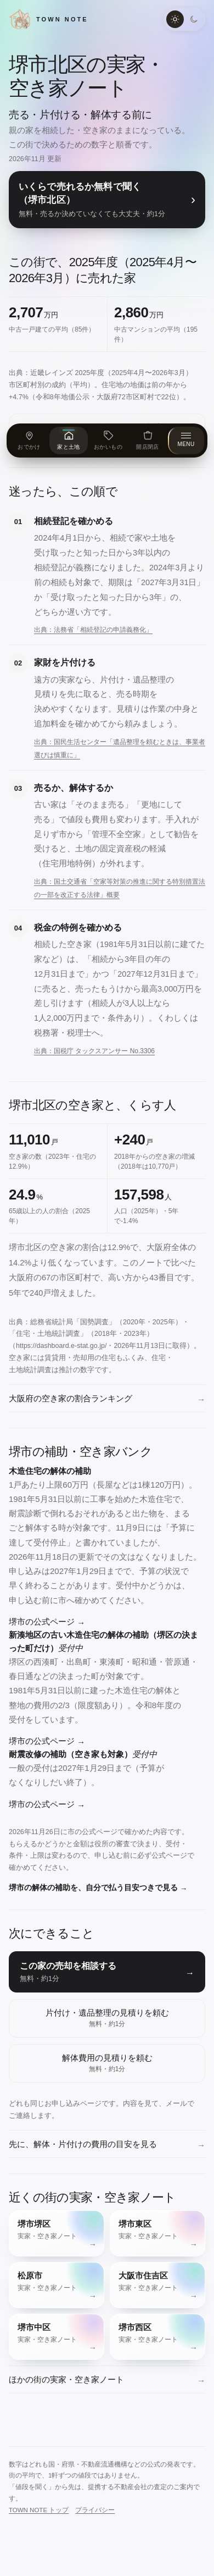 TOWN NOTE
堺市北区の実家・
空き家ノート
売る・片付ける・解体する前に
親の家を相続した・空き家のままになっている。
この街で決めるための数字と順番です。
2026年11月 更新
いくらで売れるか無料で聞く
（堺市北区）
無料・売るか決めていなくても大丈夫・約1分
›
この街で、2025年度（2025年4月〜
2026年3月）に売れた家
2,707万円
中古一戸建ての平均（85件）
2,860万円
中古マンションの平均（195
件）
出典：近畿レインズ 2025年度（2025年4月〜2026年3月）
市区町村別の成約（平均）。住宅地の地価は前の年から
+4.7%（令和8年地価公示・大阪府72市区町村で22位）。
おでかけ
家と土地
おかいもの
開店閉店
MENU
迷ったら、この順で
01
相続登記を確かめる
2024年4月1日から、相続で家や土地を
受け取ったと知った日から3年以内の
相続登記が義務になりました。2024年3月より
前の相続も対象で、期限は「2027年3月31日」
か「受け取ったと知った日から3年」の、
どちらか遅い方です。
出典：法務省「相続登記の申請義務化」
02
家財を片付ける
遠方の実家なら、片付け・遺品整理の
見積りを先に取ると、売る時期を
決めやすくなります。見積りは作業の中身と
追加料金を確かめてから頼みましょう。
出典：国民生活センター「遺品整理を頼むときは、事業者
選びは慎重に」
03
売るか、解体するか
古い家は「そのまま売る」「更地にして
売る」で値段も費用も変わります。手入れが
足りず市から「管理不全空家」として勧告を
受けると、土地の固定資産税の軽減
（住宅用地特例）が外れます。
出典：国土交通省「空家等対策の推進に関する特別措置法
の一部を改正する法律」概要
04
税金の特例を確かめる
相続した空き家（1981年5月31日以前に建てた
家など）は、「相続から3年目の年の
12月31日まで」かつ「2027年12月31日まで」
に売ると、売ったもうけから最高3,000万円を
差し引けます（相続人が3人以上なら
1人2,000万円まで・条件あり）。くわしくは
税務署・税理士へ。
出典：国税庁 タックスアンサー No.3306
堺市北区の空き家と、くらす人
11,010戸
空き家の数（2023年・住宅の
12.9%）
+240戸
2018年からの空き家の増減
（2018年は10,770戸）
24.9%
65歳以上の人の割合（2025
年）
157,598人
人口（2025年）・5年
で-1.4%
堺市北区の空き家の割合は12.9%で、大阪府全体の
14.2%より低くなっています。このノートで比べた
大阪府の67の市区町村で、高い方から43番目です。
5年で240戸増えました。
出典：総務省統計局「国勢調査」（2020年・2025年）・
「住宅・土地統計調査」（2018年・2023年）
（https://dashboard.e-stat.go.jp/・2026年11月13日に取得）。
空き家には賃貸用・売却用の住宅もふくみ、住宅・
土地統計調査は推計の数字です。
大阪府の空き家の割合ランキング →
堺市の補助・空き家バンク
木造住宅の解体の補助
1戸あたり上限60万円（長屋などは1棟120万円）。
1981年5月31日以前に工事を始めた木造住宅で、
耐震診断で倒れるおそれがあると出た物を、まる
ごと解体する時が対象です。11月9日には「予算に
達して受付停止」と書かれていましたが、
2026年11月18日の更新でその文はなくなりました。
申し込みは2027年1月29日までで、予算の状況で
早く終わることがあります。受付中かどうかは、
申し込む前に市へ確かめてください。
堺市の公式ページ →
新湊地区の古い木造住宅の解体の補助（堺区の決ま
った町だけ）受付中
堺区の西湊町・出島町・東湊町・昭和通・菅原通・
春日通などの決まった町が対象です。
1981年5月31日以前に建った木造住宅の解体と
整地の費用の2/3（限度額あり）。令和8年度の
受付をしています。
堺市の公式ページ →
耐震改修の補助（空き家も対象）受付中
一般の受付は2027年1月29日まで（予算が
なくなりしだい終了）。
堺市の公式ページ →
2026年11月26日に市の公式ページで確かめた内容です。
もらえるかどうかと金額は役所の審査で決まり、受付・
条件・上限は変わるので、申し込む前に必ず公式ページで
確かめてください。
堺市の解体の補助を、自分で払う目安つきで見る →
次にできること
この家の売却を相談する
無料・約1分
→
片付け・遺品整理の見積りを頼む
無料・約1分
解体費用の見積りを頼む
無料・約1分
どれも同じお申し込みページです。内容を見て、メールで
ご連絡します。
先に、解体・片付けの費用の目安を見る →
近くの街の実家・空き家ノート
堺市堺区
実家・空き家ノート
→
堺市東区
実家・空き家ノート
→
松原市
実家・空き家ノート
→
大阪市住吉区
実家・空き家ノート
→
堺市中区
実家・空き家ノート
→
堺市西区
実家・空き家ノート
→
ほかの街の実家・空き家ノート →
数字はどれも国・府県・不動産流通機構などの公式の発表です。
街の平均で、1軒ずつの値段ではありません。
「値段を聞く」から先は、提携する不動産会社の査定のご案内で
す。
TOWN NOTE トップ プライバシー